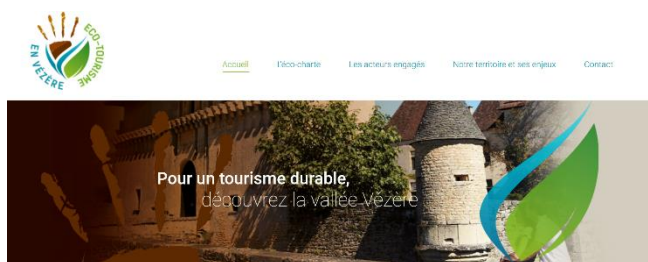 ECO-TOURISME
EN VÉZÈRE
Accueil
l'éco-charte
Les acteurs engagés
Notre territoire et ses enjeux
Contact
Pour un tourisme durable,
découvrez la vallée Vézère